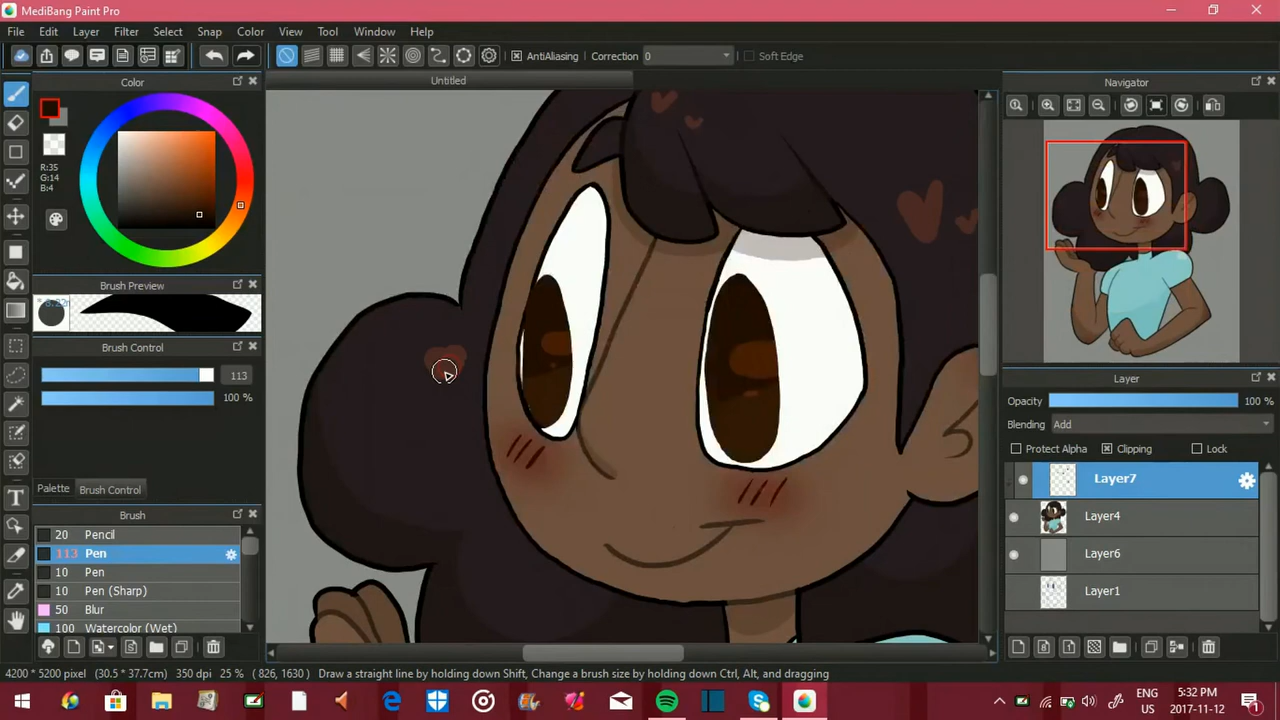 MediBang Paint Pro
File Edit Layer Filter Select Snap Color View Tool Window Help
AntiAliasing Correction 0 Soft Edge
Color
Untitled
Navigator
R:35
G:14
B:4
Brush Preview
Brush Control
113
100 %
Palette Brush Control
Brush
20 Pencil
113 Pen
10 Pen
10 Pen (Sharp)
50 Blur
100 Watercolor (Wet)
Layer
Opacity 100 %
Blending Add
Protect Alpha Clipping Lock
Layer7
Layer4
Layer6
Layer1
4200 * 5200 pixel (30.5 * 37.7cm) 350 dpi 25 % ( 826, 1630) Draw a straight line by holding down Shift, Change a brush size by holding down Ctrl, Alt, and dragging
ENG
US
5:32 PM
2017-11-12
1